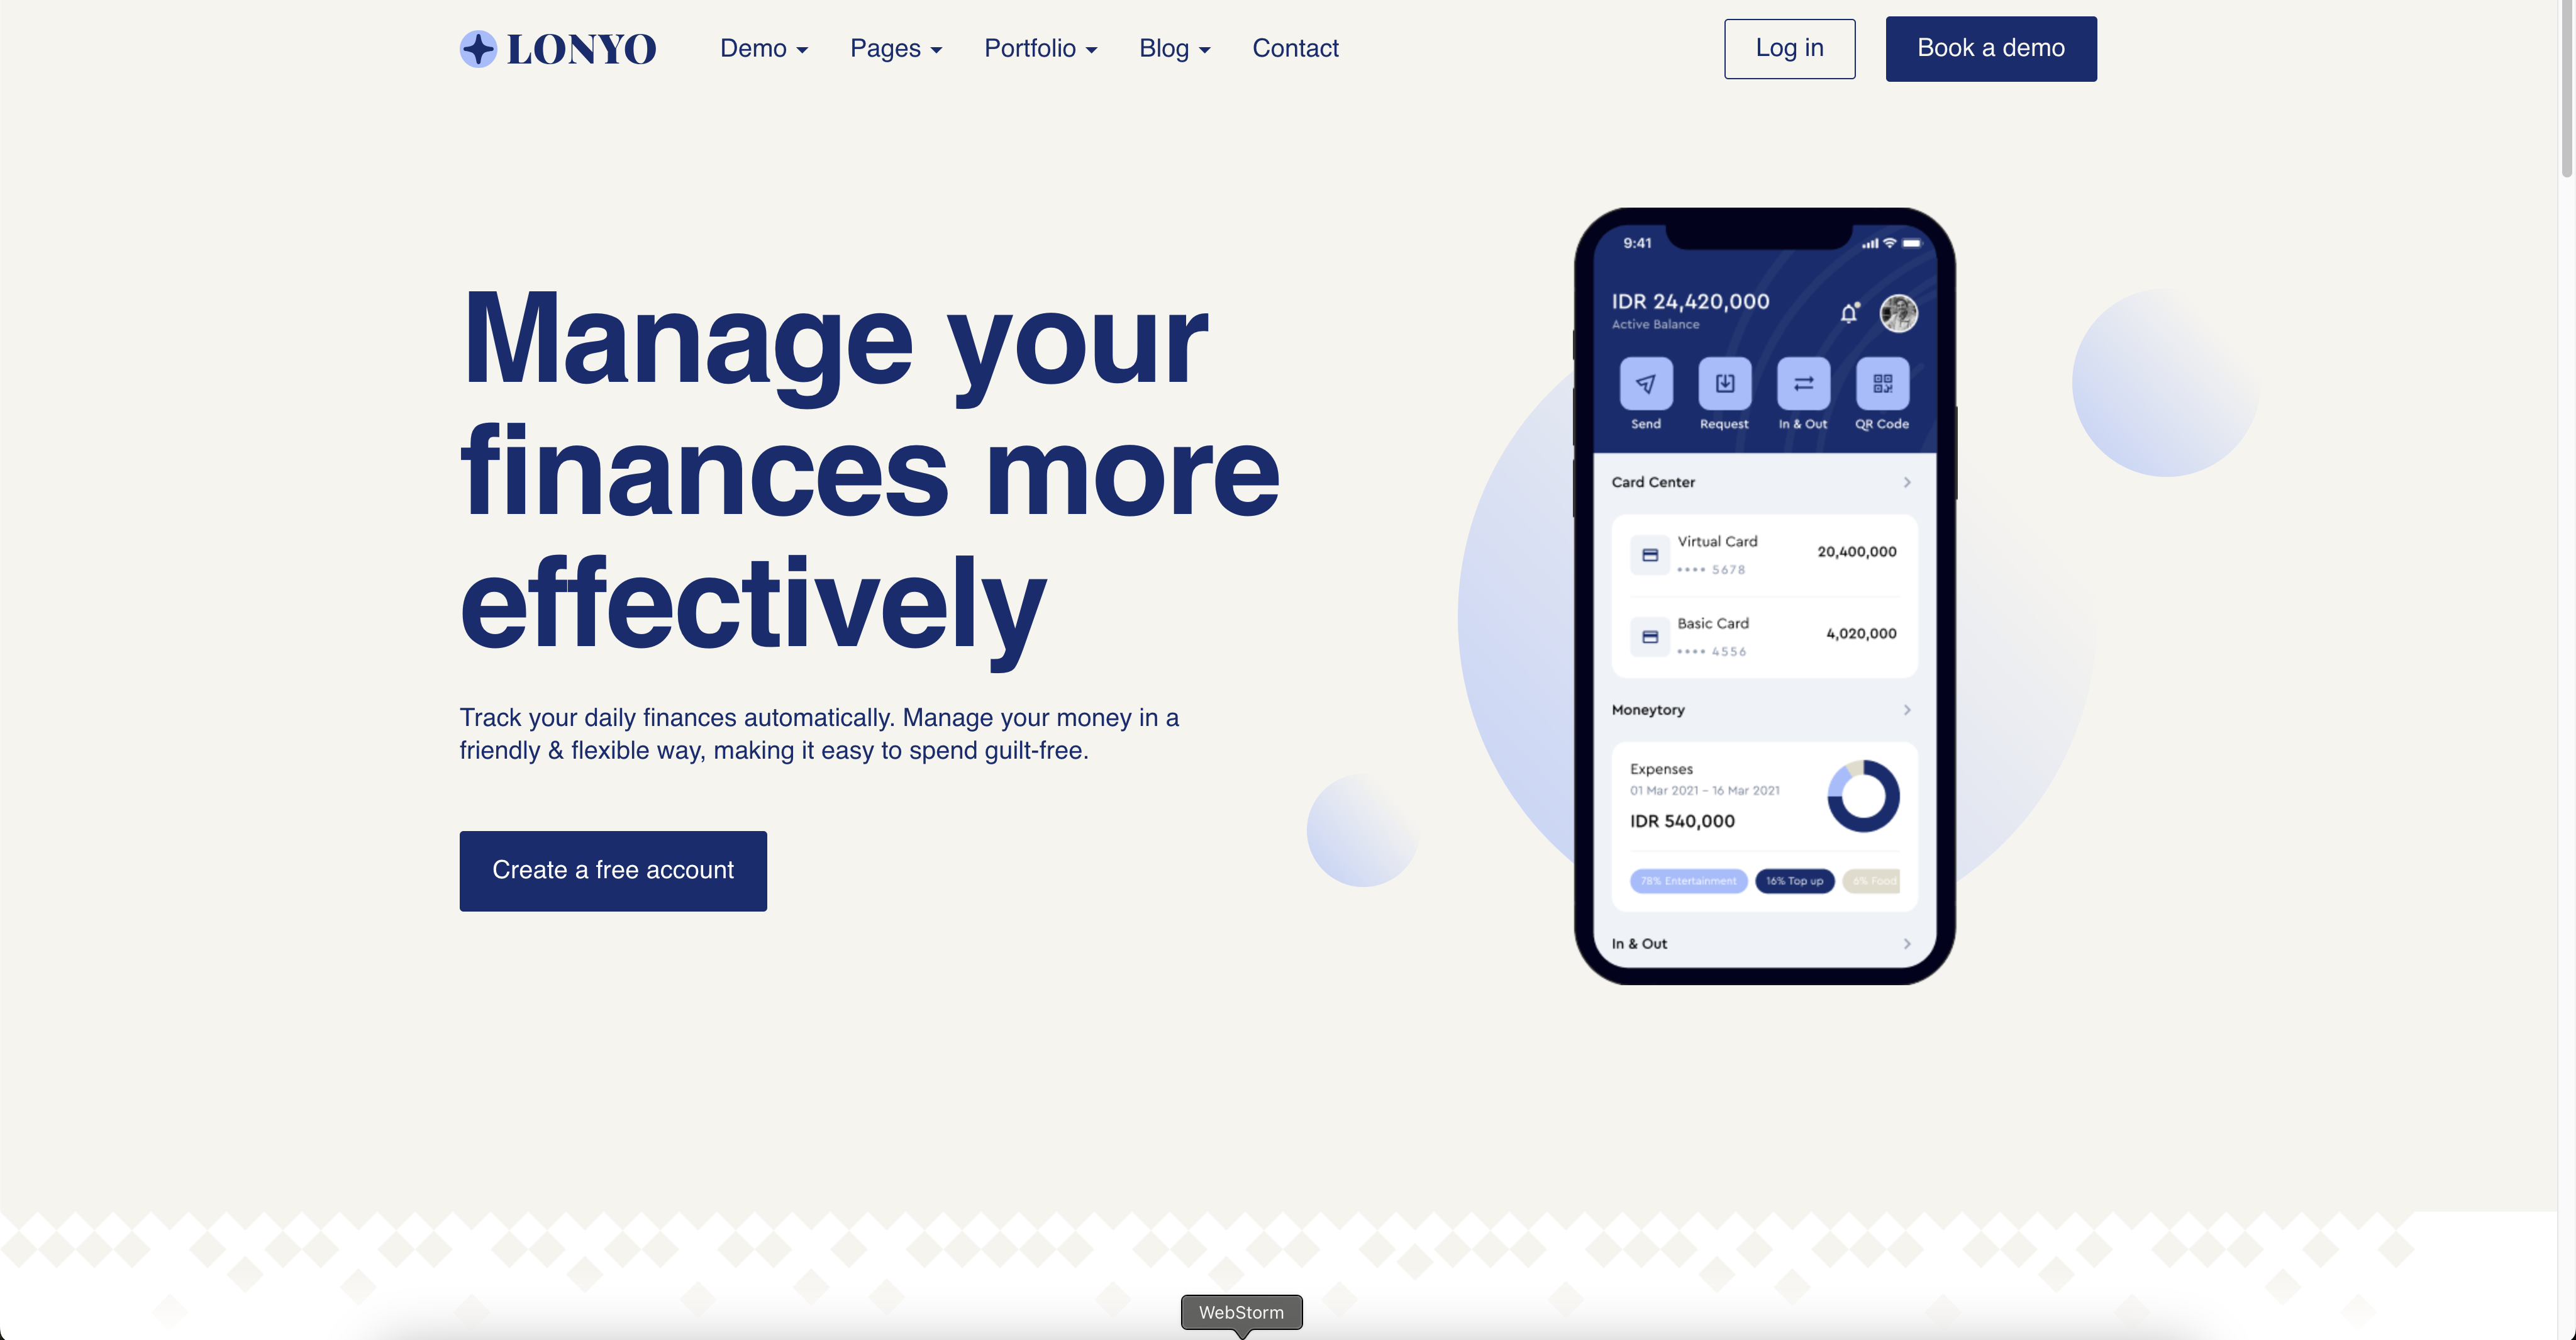 LONYO
Demo
Pages
Portfolio
Blog
Contact
Log in
Book a demo
Manage your
finances more
effectively
Track your daily finances automatically. Manage your money in a
friendly & flexible way, making it easy to spend guilt-free.
Create a free account
9:41
IDR 24,420,000
Active Balance
Send
Request
In & Out
QR Code
Card Center
Virtual Card
20,400,000
•••• 5678
Basic Card
4,020,000
•••• 4556
Moneytory
Expenses
01 Mar 2021 – 16 Mar 2021
IDR 540,000
78% Entertainment
16% Top up
6% Food
In & Out
WebStorm